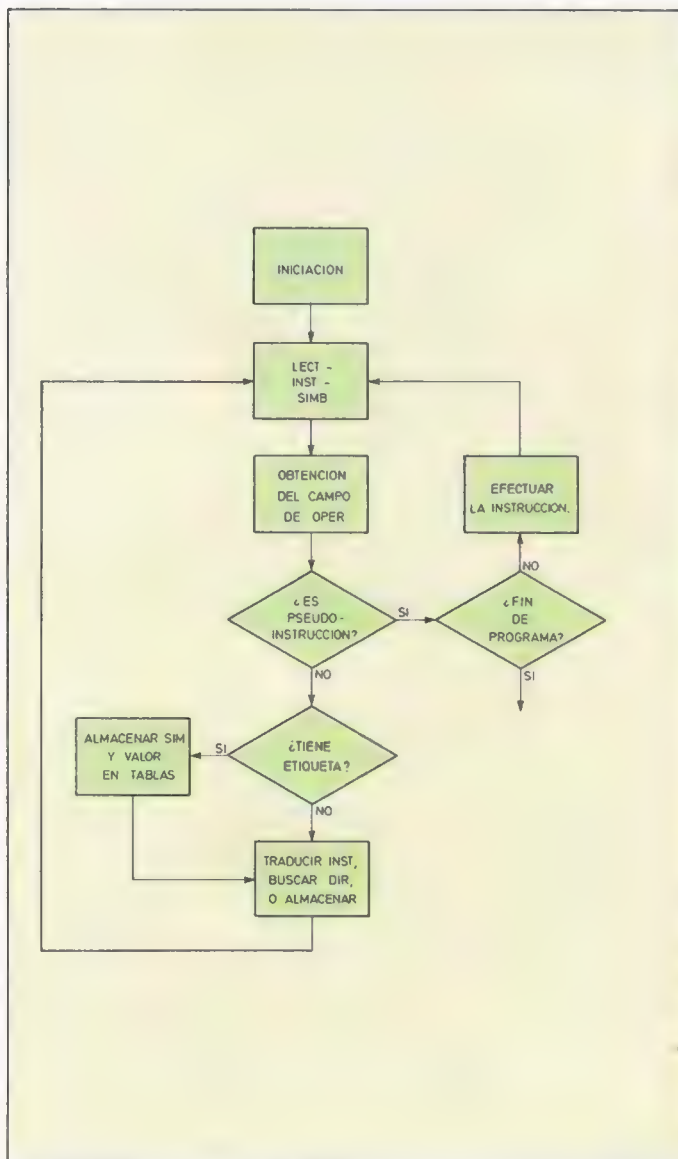 INICIACION
LECT -
INST -
SIMB
OBTENCION
DEL CAMPO
DE OPER
EFECTUAR
LA INSTRUCCION.
¿ES
PSEUDO-
INSTRUCCION?
SI
NO
¿FIN
DE
PROGRAMA?
NO
SI
¿TIENE
ETIQUETA?
SI
NO
ALMACENAR SIM
Y VALOR
EN TABLAS
TRADUCIR INST,
BUSCAR DIR,
O ALMACENAR